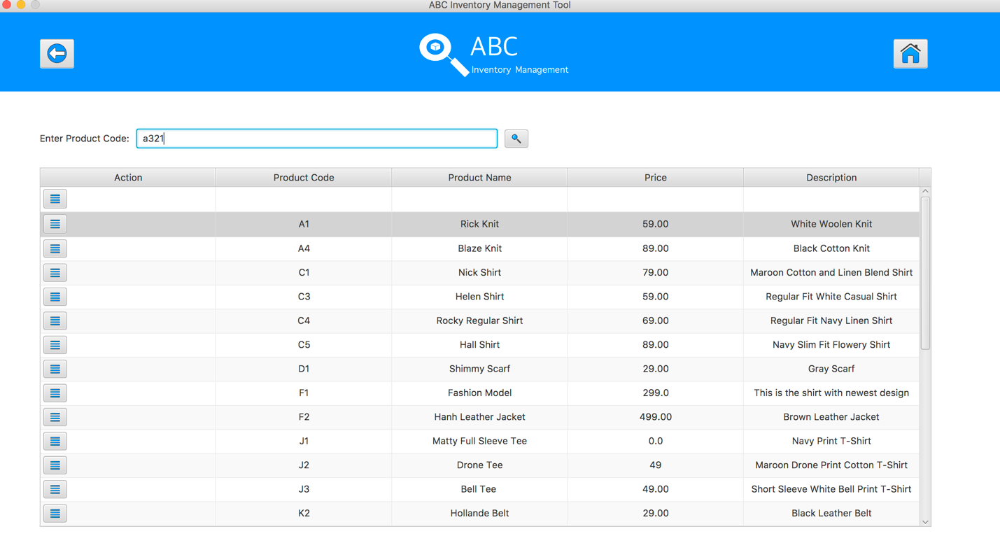 ABC Inventory Management Tool
ABC
Inventory Management
Enter Product Code: a321
Action Product Code Product Name Price Description
A1 Rick Knit 59.00 White Woolen Knit
A4 Blaze Knit 89.00 Black Cotton Knit
C1 Nick Shirt 79.00 Maroon Cotton and Linen Blend Shirt
C3 Helen Shirt 59.00 Regular Fit White Casual Shirt
C4 Rocky Regular Shirt 69.00 Regular Fit Navy Linen Shirt
C5 Hall Shirt 89.00 Navy Slim Fit Flowery Shirt
D1 Shimmy Scarf 29.00 Gray Scarf
F1 Fashion Model 299.0 This is the shirt with newest design
F2 Hanh Leather Jacket 499.00 Brown Leather Jacket
J1 Matty Full Sleeve Tee 0.0 Navy Print T-Shirt
J2 Drone Tee 49 Maroon Drone Print Cotton T-Shirt
J3 Bell Tee 49.00 Short Sleeve White Bell Print T-Shirt
K2 Hollande Belt 29.00 Black Leather Belt